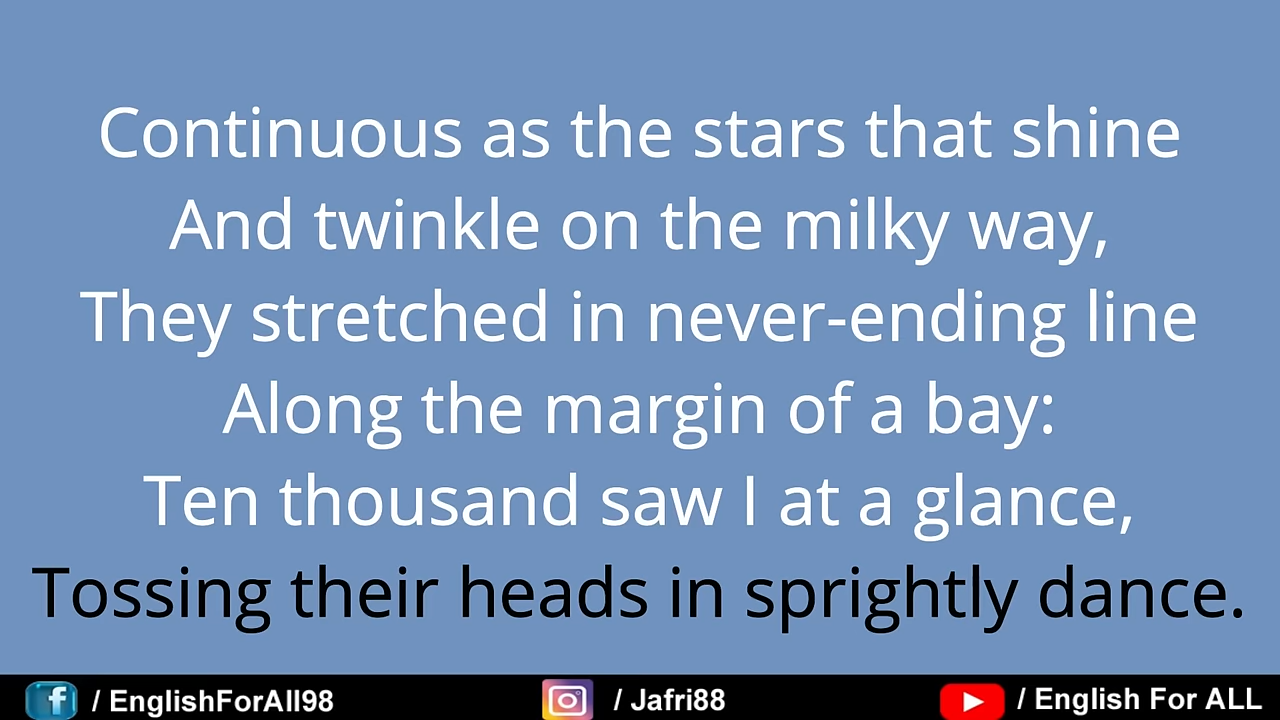 Continuous as the stars that shine
And twinkle on the milky way,
They stretched in never-ending line
Along the margin of a bay:
Ten thousand saw I at a glance,
Tossing their heads in sprightly dance.
f / EnglishForAll98 / Jafri88 / English For ALL